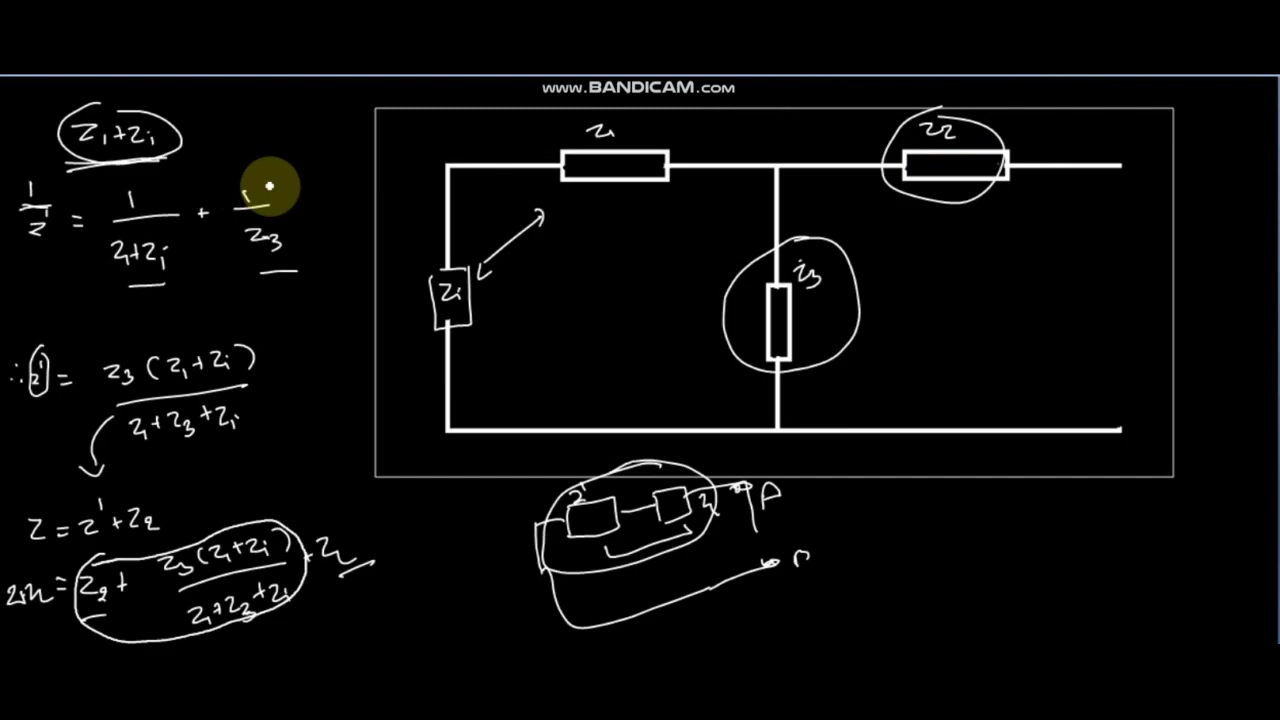 www.BANDICAM.com
Z₁+Zi
1/Z' = 1/(Z₁+Zi) + 1/Z3
∴ Z' = Z3(Z₁+Zi)/(Z₁+Z3+Zi)
Z = Z'+Z2
Zin = Z2 + Z3(Z₁+Zi)/(Z₁+Z3+Zi) + ZL
Z₁
Z2
Zi
Z3
Z'
A